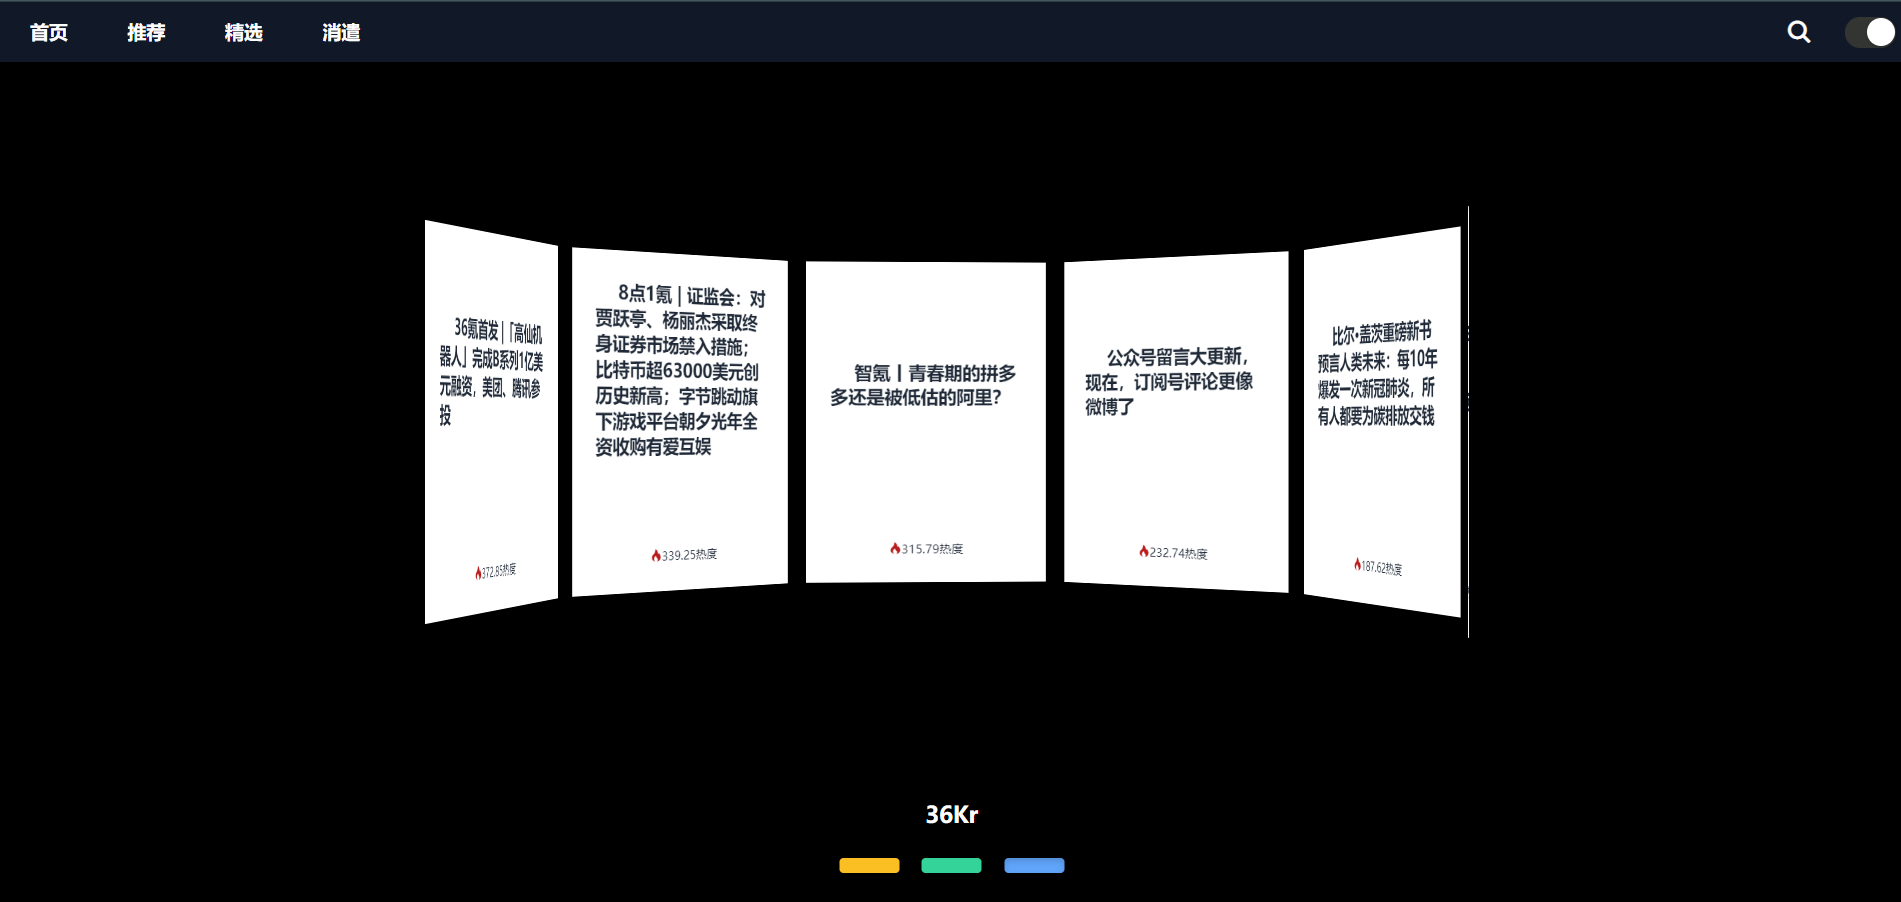 首页
推荐
精选
消遣
36氪首发 | 「高仙机
器人」完成B系列1亿美
元融资，美团、腾讯参
投
372.85热度
8点1氪 | 证监会：对
贾跃亭、杨丽杰采取终
身证券市场禁入措施；
比特币超63000美元创
历史新高；字节跳动旗
下游戏平台朝夕光年全
资收购有爱互娱
339.25热度
智氪丨青春期的拼多
多还是被低估的阿里？
315.79热度
公众号留言大更新，
现在，订阅号评论更像
微博了
232.74热度
比尔·盖茨重磅新书
预言人类未来：每10年
爆发一次新冠肺炎，所
有人都要为碳排放交钱
187.62热度
36Kr